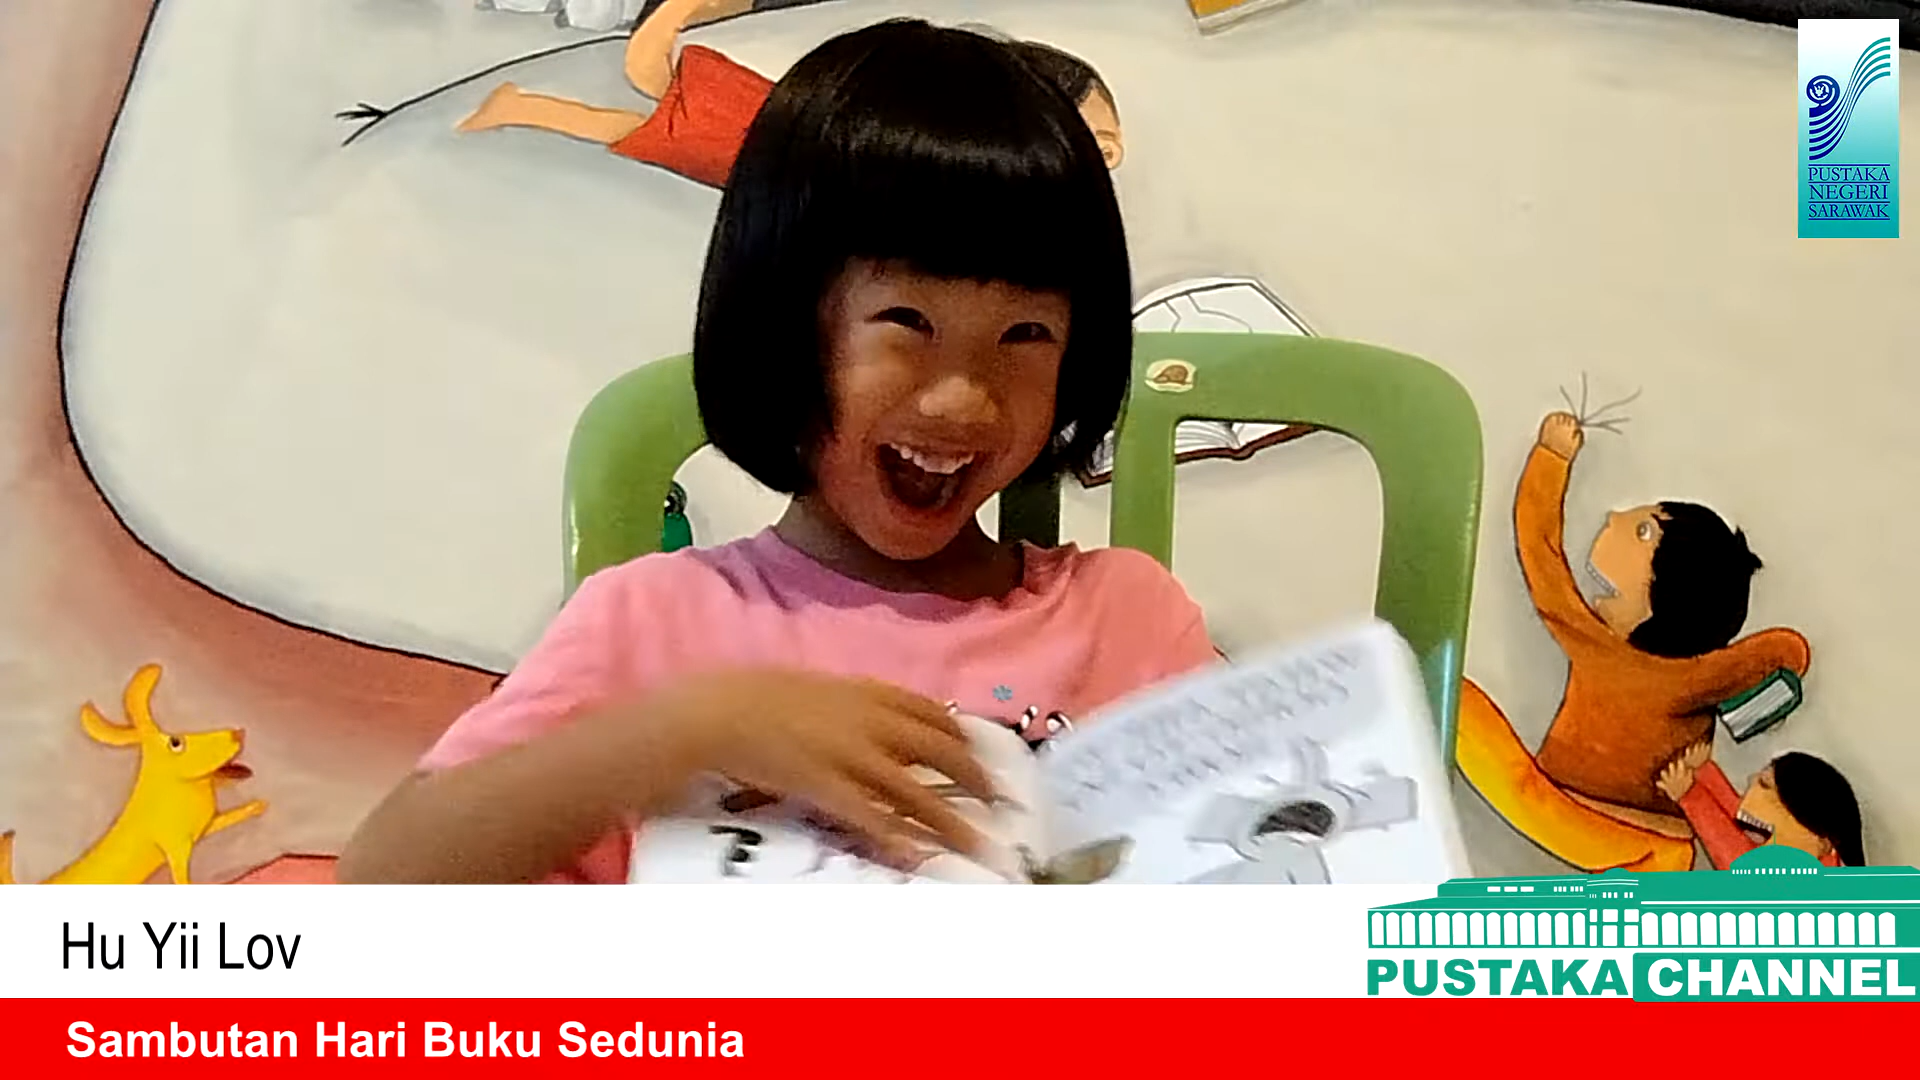 PUSTAKA
NEGERI
SARAWAK
Hu Yii Lov
PUSTAKA CHANNEL
Sambutan Hari Buku Sedunia